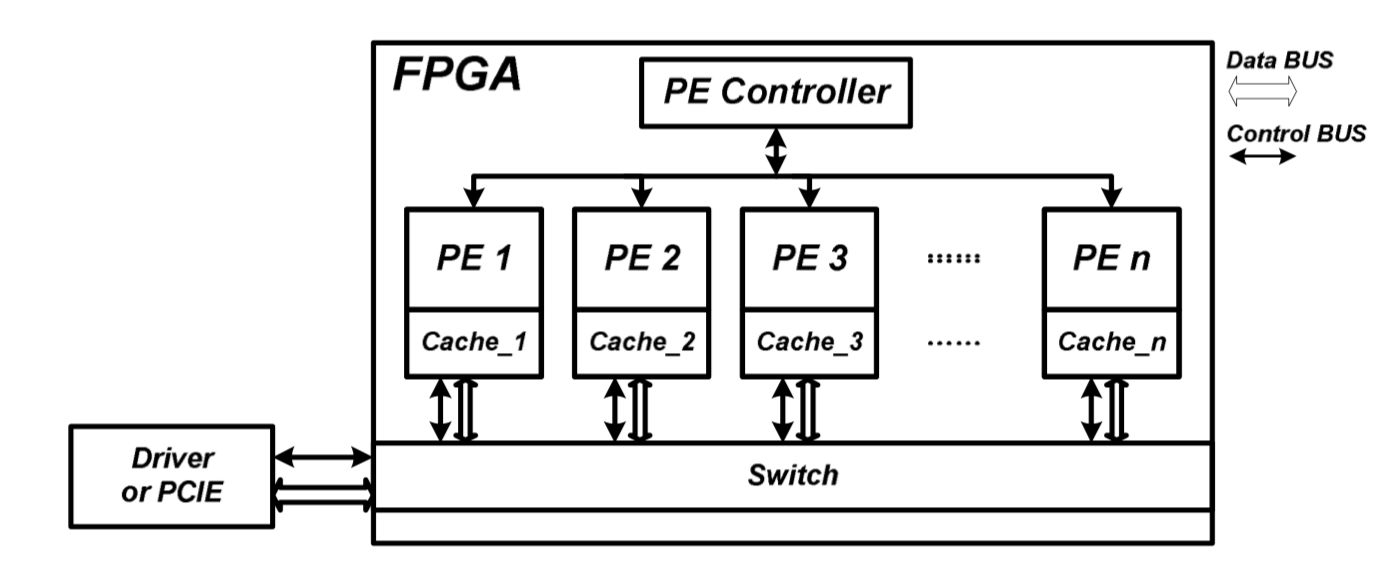 FPGA
PE Controller
Data BUS
Control BUS
PE 1
PE 2
PE 3
......
PE n
Cache_1
Cache_2
Cache_3
......
Cache_n
Driver
or PCIE
Switch